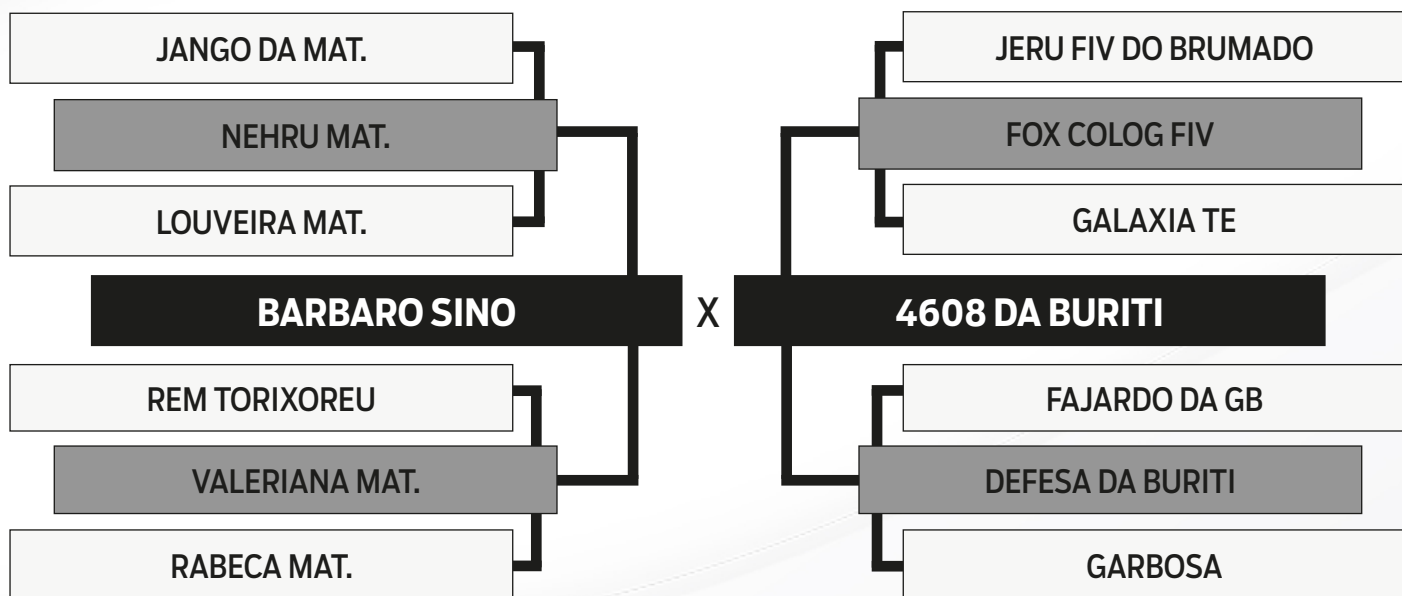 JANGO DA MAT.
NEHRU MAT.
LOUVEIRA MAT.
JERU FIV DO BRUMADO
FOX COLOG FIV
GALAXIA TE
BARBARO SINO X 4608 DA BURITI
REM TORIXOREU
VALERIANA MAT.
RABECA MAT.
FAJARDO DA GB
DEFESA DA BURITI
GARBOSA